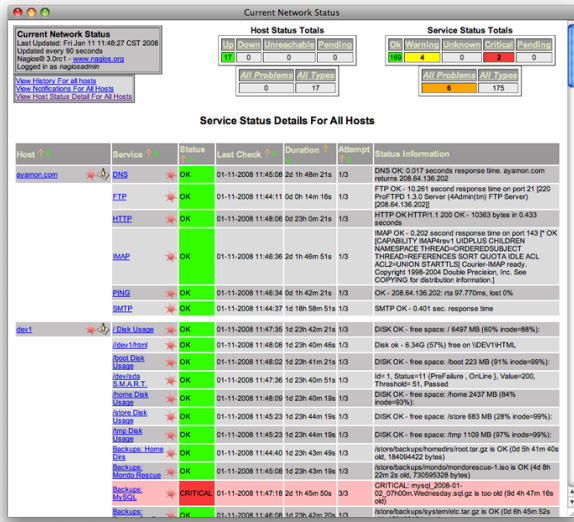 Current Network Status
Current Network Status
Last Updated: Fri Jan 11 11:48:27 CST 2008
Updated every 90 seconds
Nagios® 3.0rc1 - www.nagios.org
Logged in as nagiosadmin
View History For all hosts
View Notifications For All Hosts
View Host Status Detail For All Hosts
Host Status Totals
Up Down Unreachable Pending
17 0 0 0
All Problems All Types
0 17
Service Status Totals
Ok Warning Unknown Critical Pending
169 4 0 2 0
All Problems All Types
6 175
Service Status Details For All Hosts
Host Service Status Last Check Duration Attempt Status Information
ayamon.com DNS OK 01-11-2008 11:45:08 2d 1h 48m 21s 1/3 DNS OK: 0.017 seconds response time. ayamon.com
returns 208.64.136.202
FTP OK 01-11-2008 11:44:11 0d 0h 14m 16s 1/3 FTP OK - 10.261 second response time on port 21 [220
ProFTPD 1.3.0 Server (4Admin(tm) FTP Server)
[208.64.136.202]]
HTTP OK 01-11-2008 11:48:06 0d 23h 0m 21s 1/3 HTTP OK HTTP/1.1 200 OK - 10363 bytes in 0.433
seconds
IMAP OK 01-11-2008 11:46:36 2d 1h 46m 51s 1/3 IMAP OK - 0.202 second response time on port 143 [* OK
[CAPABILITY IMAP4rev1 UIDPLUS CHILDREN
NAMESPACE THREAD=ORDEREDSUBJECT
THREAD=REFERENCES SORT QUOTA IDLE ACL
ACL2=UNION STARTTLS] Courier-IMAP ready.
Copyright 1998-2004 Double Precision, Inc. See
COPYING for distribution information.]
PING OK 01-11-2008 11:46:34 0d 1h 42m 21s 1/3 OK - 208.64.136.202: rta 97.770ms, lost 0%
SMTP OK 01-11-2008 11:44:37 1d 18h 58m 51s 1/3 SMTP OK - 0.401 sec. response time
dev1 / Disk Usage OK 01-11-2008 11:47:35 1d 23h 42m 21s 1/3 DISK OK - free space: / 6497 MB (60% inode=88%):
//dev1/html OK 01-11-2008 11:48:08 1d 23h 40m 46s 1/3 Disk ok - 6.34G (57%) free on \\DEV1\HTML
/boot Disk
Usage OK 01-11-2008 11:48:02 1d 23h 41m 21s 1/3 DISK OK - free space: /boot 223 MB (91% inode=99%):
/dev/sda
S.M.A.R.T. OK 01-11-2008 11:47:36 1d 23h 40m 51s 1/3 Id= 1, Status=11 {PreFailure , OnLine }, Value=200,
Threshold= 51, Passed
/home Disk
Usage OK 01-11-2008 11:48:09 1d 23h 40m 19s 1/3 DISK OK - free space: /home 2437 MB (84%
inode=93%):
/store Disk
Usage OK 01-11-2008 11:45:23 1d 23h 44m 19s 1/3 DISK OK - free space: /store 683 MB (28% inode=99%):
/tmp Disk
Usage OK 01-11-2008 11:45:23 1d 23h 44m 19s 1/3 DISK OK - free space: /tmp 1109 MB (97% inode=99%):
Backups: Home
Dirs OK 01-11-2008 11:44:40 1d 23h 43m 49s 1/3 /store/backups/homedirs/root.tar.gz is OK (0d 5h 41m 40s
old, 184094422 bytes)
Backups:
Mondo Rescue OK 01-11-2008 11:45:08 1d 23h 43m 19s 1/3 /store/backups/mondo/mondorescue-1.iso is OK (4d 8h
22m 2s old, 730595328 bytes)
Backups:
MySQL CRITICAL 01-11-2008 11:47:18 2d 1h 45m 50s 3/3 CRITICAL: mysql_2008-01-
02_07h00m.Wednesday.sql.gz is too old (9d 4h 47m 16s
old)
Backups: OK 01-11-2008 11:46:08 1d 23h 42m 20s 1/3 /store/backups/system/etc.tar.gz is OK (0d 6h 45m 52s